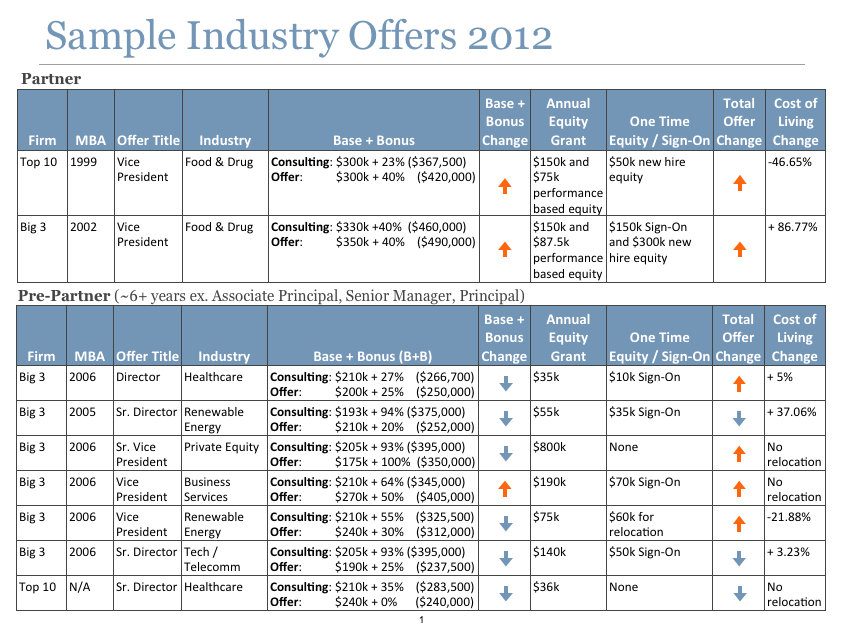 Sample Industry Offers 2012
Partner
Firm MBA Offer Title Industry Base + Bonus Base + Bonus Change Annual Equity Grant One Time Equity / Sign-On Total Offer Change Cost of Living Change
Top 10 1999 Vice President Food & Drug Consulting: $300k + 23% ($367,500) $150k and $75k performance based equity $50k new hire equity -46.65%
Offer: $300k + 40% ($420,000)
Big 3 2002 Vice President Food & Drug Consulting: $330k +40% ($460,000) $150k and $87.5k performance based equity $150k Sign-On and $300k new hire equity + 86.77%
Offer: $350k + 40% ($490,000)
Pre-Partner (~6+ years ex. Associate Principal, Senior Manager, Principal)
Firm MBA Offer Title Industry Base + Bonus (B+B) Base + Bonus Change Annual Equity Grant One Time Equity / Sign-On Total Offer Change Cost of Living Change
Big 3 2006 Director Healthcare Consulting: $210k + 27% ($266,700) $35k $10k Sign-On + 5%
Offer: $200k + 25% ($250,000)
Big 3 2005 Sr. Director Renewable Energy Consulting: $193k + 94% ($375,000) $55k $35k Sign-On + 37.06%
Offer: $210k + 20% ($252,000)
Big 3 2006 Sr. Vice President Private Equity Consulting: $205k + 93% ($395,000) $800k None No relocation
Offer: $175k + 100% ($350,000)
Big 3 2006 Vice President Business Services Consulting: $210k + 64% ($345,000) $190k $70k Sign-On No relocation
Offer: $270k + 50% ($405,000)
Big 3 2006 Vice President Renewable Energy Consulting: $210k + 55% ($325,500) $75k $60k for relocation -21.88%
Offer: $240k + 30% ($312,000)
Big 3 2006 Sr. Director Tech / Telecomm Consulting: $205k + 93% ($395,000) $140k $50k Sign-On + 3.23%
Offer: $190k + 25% ($237,500)
Top 10 N/A Sr. Director Healthcare Consulting: $210k + 35% ($283,500) $36k None No relocation
Offer: $240k + 0% ($240,000)
1